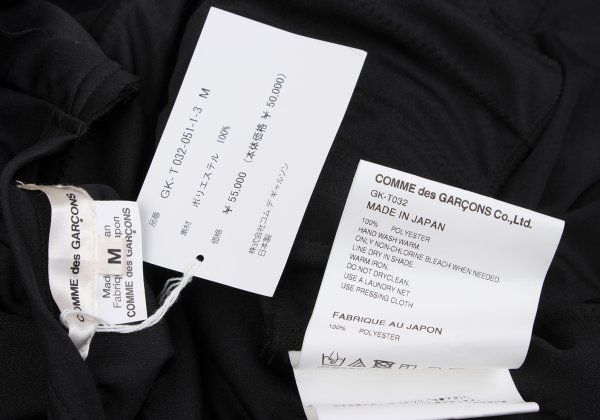 COMME des GARÇONS
Made in Japan
Fabriqu
COMME des GARÇONS
M
品番 GK-T 032-051-1-3 M
素材 ポリエステル 100%
価格 ¥ 55,000 (本体価格 ¥ 50,000)
株式会社コム デ ギャルソン
日本製
COMME des GARÇONS Co.,Ltd.
GK-T032
MADE IN JAPAN
100% POLYESTER
HAND WASH WARM
ONLY NON-CHLORINE BLEACH WHEN NEEDED
LINE DRY IN SHADE.
WARM IRON.
DO NOT DRYCLEAN.
USE A LAUNDRY NET
USE PRESSING CLOTH
FABRIQUE AU JAPON
100% POLYESTER